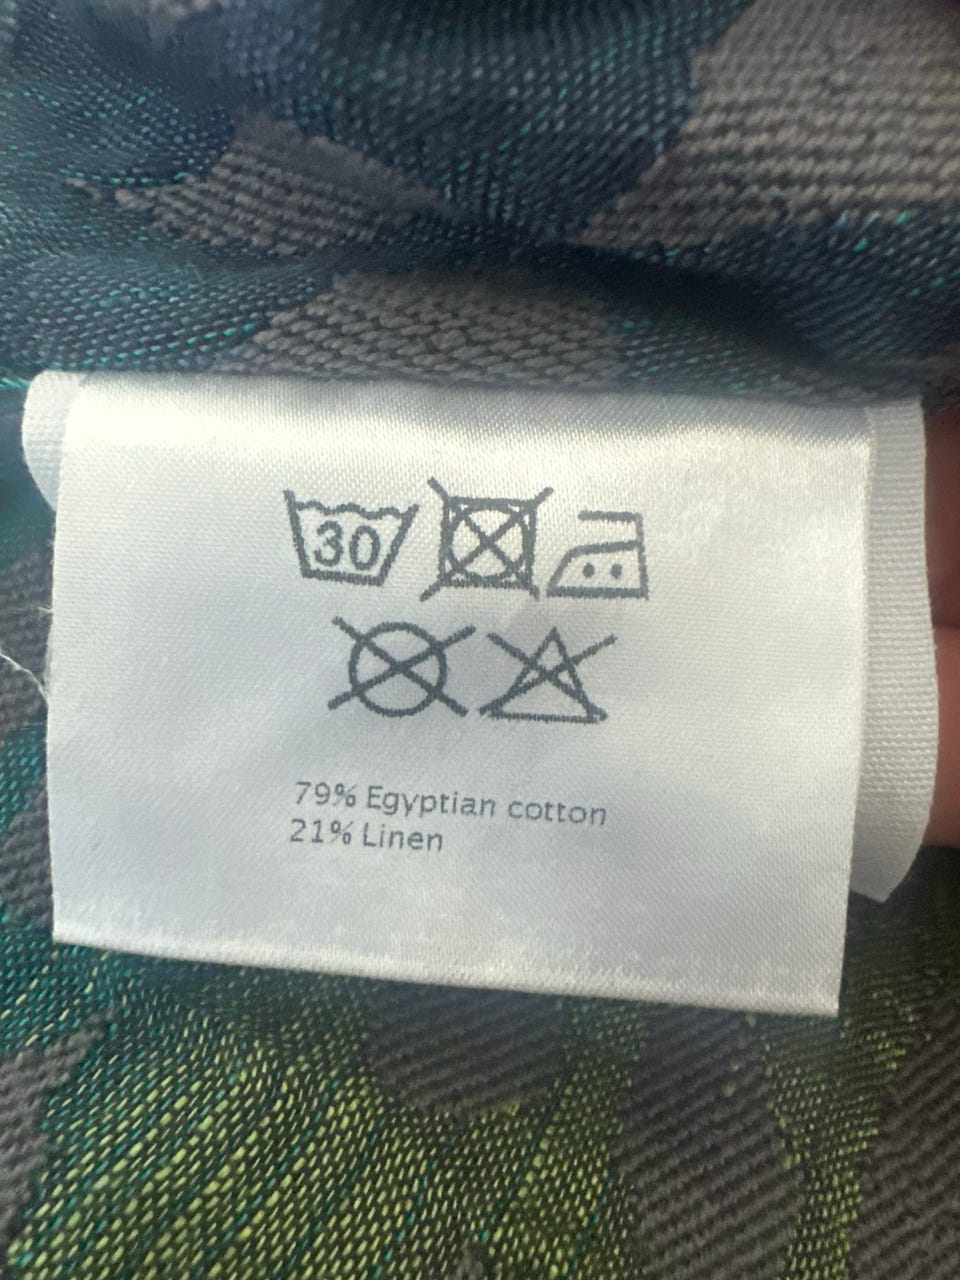 30
79% Egyptian cotton
21% Linen